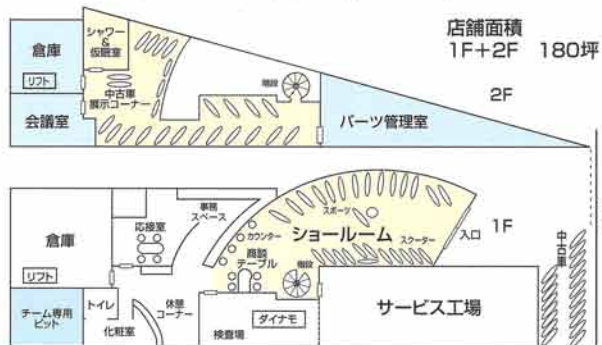 店舗面積
1F+2F 180坪
2F
シャワー
&
仮眠室
倉庫
リフト
中古車
展示コーナー
階段
会議室
パーツ管理室
1F
倉庫
リフト
応接室
事務
スペース
カウンター
商談
テーブル
スポーツ
ショールーム
スクーター
入口
階段
中古車
チーム専用
ピット
トイレ
化粧室
休憩
コーナー
検査場
ダイナモ
サービス工場